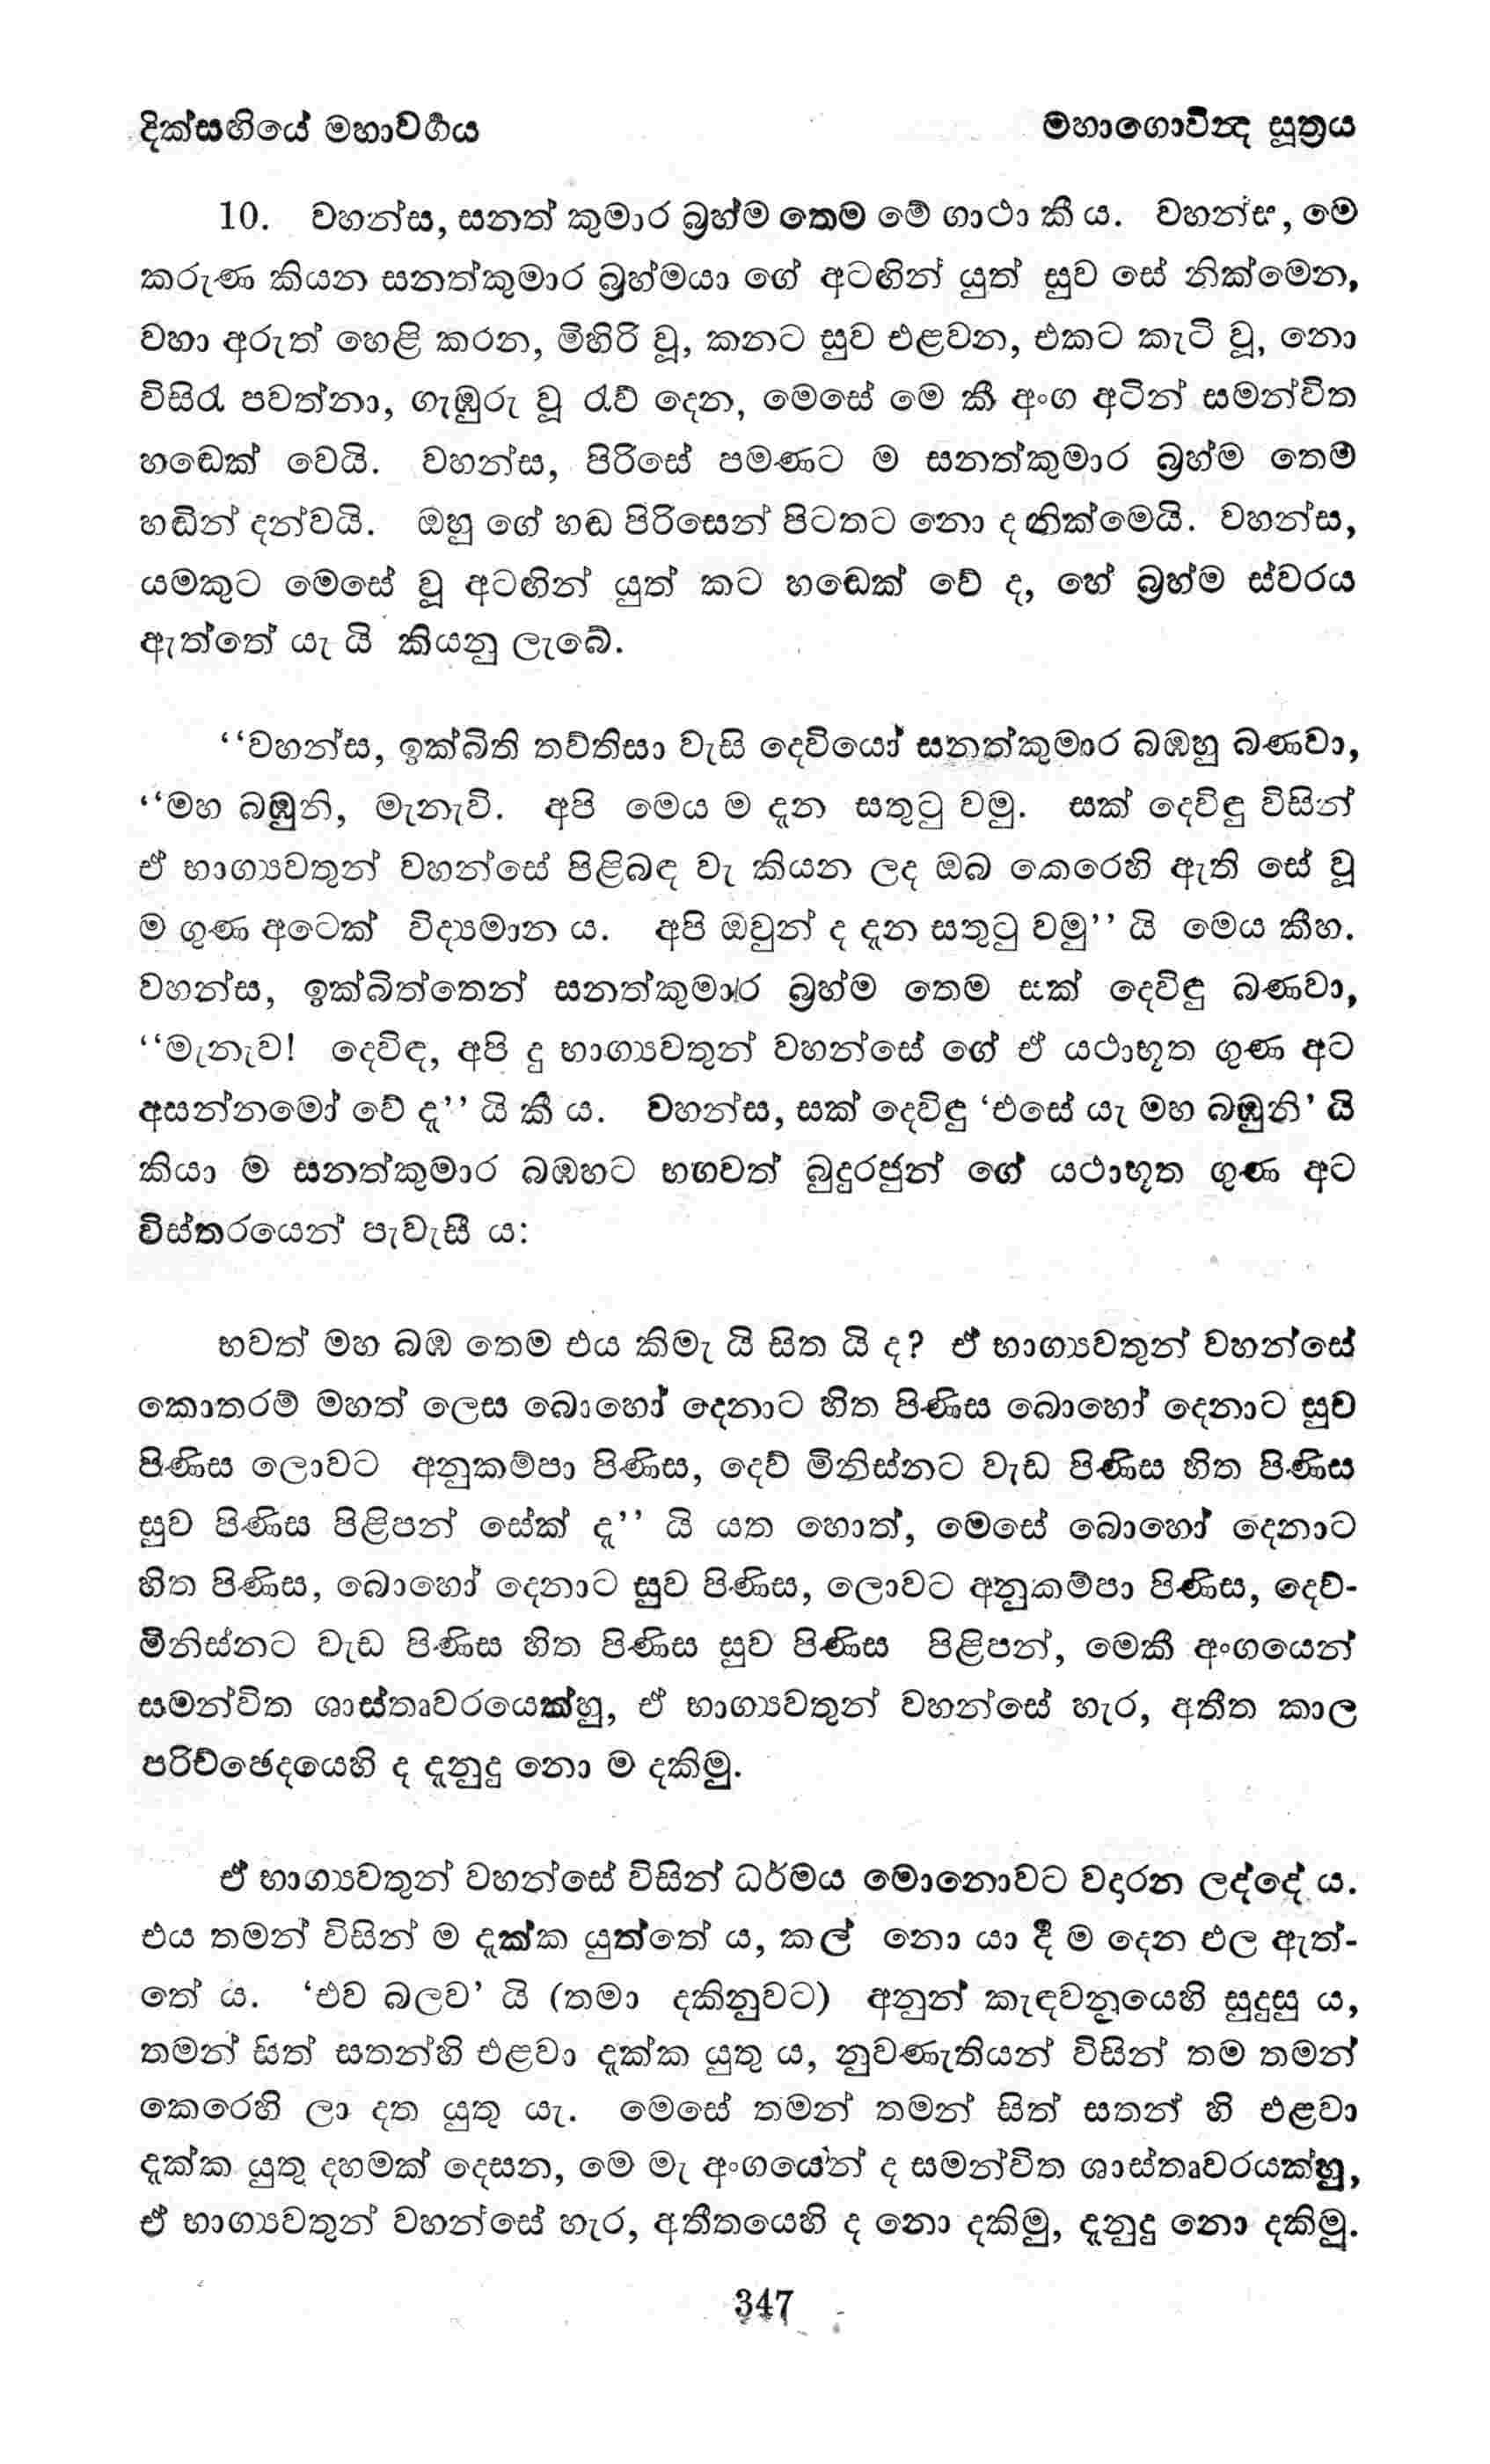 දික්සඟියේ මහාවර්‍ගය
මහාගොවින්‍ද සූත්‍රය
10. වහන්ස, සනත් කුමාර බ්‍රහ්ම තෙම මේ ගාථා කී ය. වහන්ස, මෙ
කරුණ කියන සනත්කුමාර බ්‍රහ්මයා ගේ අටඟින් යුත් සුව සේ නික්මෙන,
වහා අරුත් හෙළි කරන, මිහිරි වූ, කනට සුව එළවන, එකට කැටි වූ, නො
විසිරැ පවත්නා, ගැඹුරු වූ රැව් දෙන, මෙසේ මෙ කී අංග අටින් සමන්විත
හඬෙක් වෙයි. වහන්ස, පිරිසේ පමණට ම සනත්කුමාර බ්‍රහ්ම තෙම
හඬින් දන්වයි. ඔහු ගේ හඬ පිරිසෙන් පිටතට නො ද නික්මෙයි. වහන්ස,
යමකුට මෙසේ වූ අටඟින් යුත් කට හඬෙක් වේ ද, හේ බ්‍රහ්ම ස්වරය
ඇත්තේ යැ යි කියනු ලැබේ.
‘‘වහන්ස, ඉක්බිති තව්තිසා වැසි දෙවියෝ සනත්කුමාර බඹහු බණවා,
‘‘මහ බඹුනි, මැනැවි. අපි මෙය ම දැන සතුටු වමු. සක් දෙවිඳු විසින්
ඒ භාග්‍යවතුන් වහන්සේ පිළිබඳ වැ කියන ලද ඔබ කෙරෙහි ඇති සේ වූ
ම ගුණ අටෙක් විද්‍යමාන ය. අපි ඔවුන් ද දැන සතුටු වමු’’ යි මෙය කීහ.
වහන්ස, ඉක්බිත්තෙන් සනත්කුමාර බ්‍රහ්ම තෙම සක් දෙවිඳු බණවා,
‘‘මැනැව! දෙවිඳ, අපි දු භාග්‍යවතුන් වහන්සේ ගේ ඒ යථාභූත ගුණ අට
අසන්නමෝ වේ දැ’’ යි කී ය. වහන්ස, සක් දෙවිඳු ‘එසේ යැ මහ බඹුනි’ යි
කියා ම සනත්කුමාර බඹහට භගවත් බුදුරජුන් ගේ යථාභූත ගුණ අට
විස්තරයෙන් පැවැසී ය:
භවත් මහ බඹ තෙම එය කිමැ යි සිත යි ද? ඒ භාග්‍යවතුන් වහන්සේ
කොතරම් මහත් ලෙස බොහෝ දෙනාට හිත පිණිස බොහෝ දෙනාට සුව
පිණිස ලොවට අනුකම්පා පිණිස, දෙව් මිනිස්නට වැඩ පිණිස හිත පිණිස
සුව පිණිස පිළිපන් සේක් දැ’’ යි යත හොත්, මෙසේ බොහෝ දෙනාට
හිත පිණිස, බොහෝ දෙනාට සුව පිණිස, ලොවට අනුකම්පා පිණිස, දෙව්-
මිනිස්නට වැඩ පිණිස හිත පිණිස සුව පිණිස පිළිපන්, මෙකී අංගයෙන්
සමන්විත ශාස්තෘවරයෙක්හු, ඒ භාග්‍යවතුන් වහන්සේ හැර, අතීත කාල
පරිච්ඡෙදයෙහි ද දැනුදු නො ම දකිමු.
ඒ භාග්‍යවතුන් වහන්සේ විසින් ධර්මය මොනොවට වදාරන ලද්දේ ය.
එය තමන් විසින් ම දැක්ක යුත්තේ ය, කල් නො යා දී ම දෙන ඵල ඇත්-
තේ ය. ‘එව බලව’ යි (තමා දකිනුවට) අනුන් කැඳවනුයෙහි සුදුසු ය,
තමන් සිත් සතන්හි එළවා දැක්ක යුතු ය, නුවණැතියන් විසින් තම තමන්
කෙරෙහි ලා දත යුතු යැ. මෙසේ තමන් තමන් සිත් සතන් හි එළවා
දැක්ක යුතු දහමක් දෙසන, මෙ මැ අංගයෙන් ද සමන්විත ශාස්තෘවරයක්හු,
ඒ භාග්‍යවතුන් වහන්සේ හැර, අතීතයෙහි ද නො දකිමු, දැනුදු නො දකිමු.
347